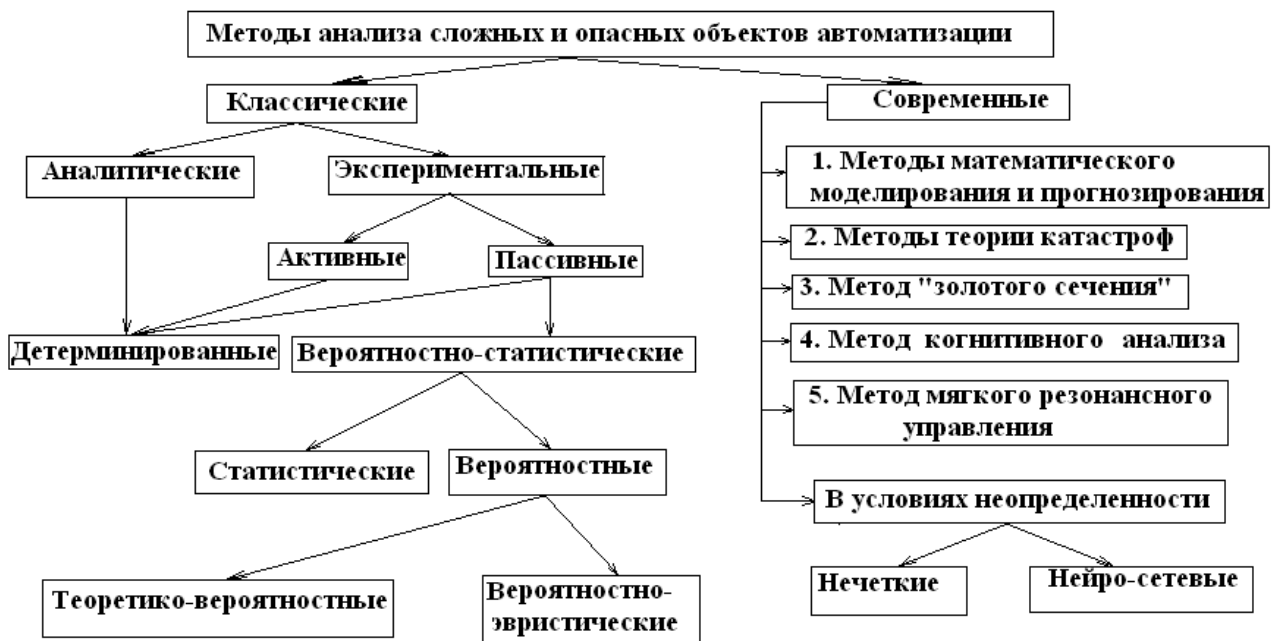 Методы анализа сложных и опасных объектов автоматизации
Классические
Современные
Аналитические
Экспериментальные
1. Методы математического
моделирования и прогнозирования
Активные
Пассивные
2. Методы теории катастроф
3. Метод "золотого сечения"
Детерминированные
Вероятностно-статистические
4. Метод когнитивного анализа
5. Метод мягкого резонансного
управления
Статистические
Вероятностные
В условиях неопределенности
Теоретико-вероятностные
Вероятностно-
эвристические
Нечеткие
Нейро-сетевые